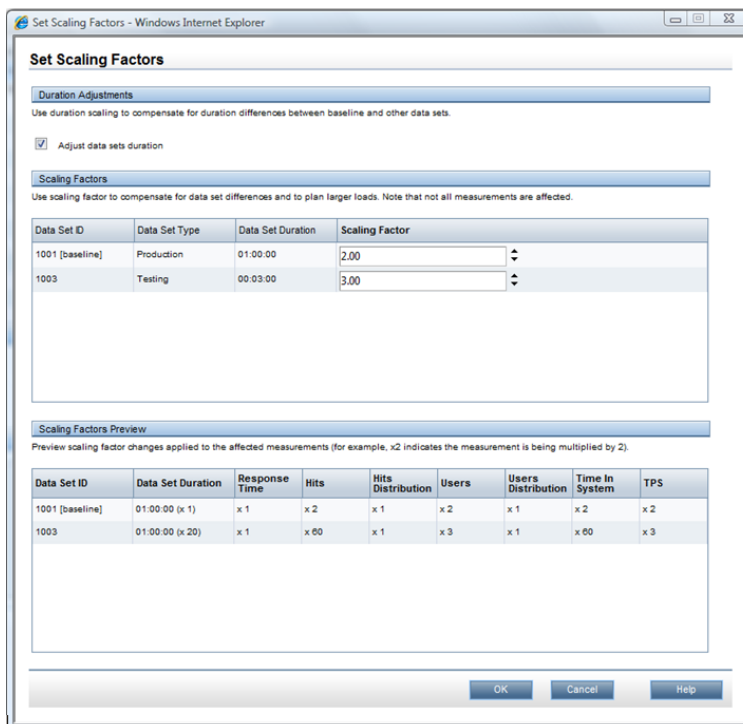 Set Scaling Factors - Windows Internet Explorer
Set Scaling Factors
Duration Adjustments
Use duration scaling to compensate for duration differences between baseline and other data sets.
Adjust data sets duration
Scaling Factors
Use scaling factor to compensate for data set differences and to plan larger loads. Note that not all measurements are affected.
Data Set ID Data Set Type Data Set Duration Scaling Factor
1001 [baseline] Production 01:00:00 2.00
1003 Testing 00:03:00 3.00
Scaling Factors Preview
Preview scaling factor changes applied to the affected measurements (for example, x2 indicates the measurement is being multiplied by 2).
Data Set ID Data Set Duration Response Time Hits Hits Distribution Users Users Distribution Time In System TPS
1001 [baseline] 01:00:00 (x 1) x 1 x 2 x 1 x 2 x 1 x 2 x 2
1003 01:00:00 (x 20) x 1 x 60 x 1 x 3 x 1 x 60 x 3
OK Cancel Help